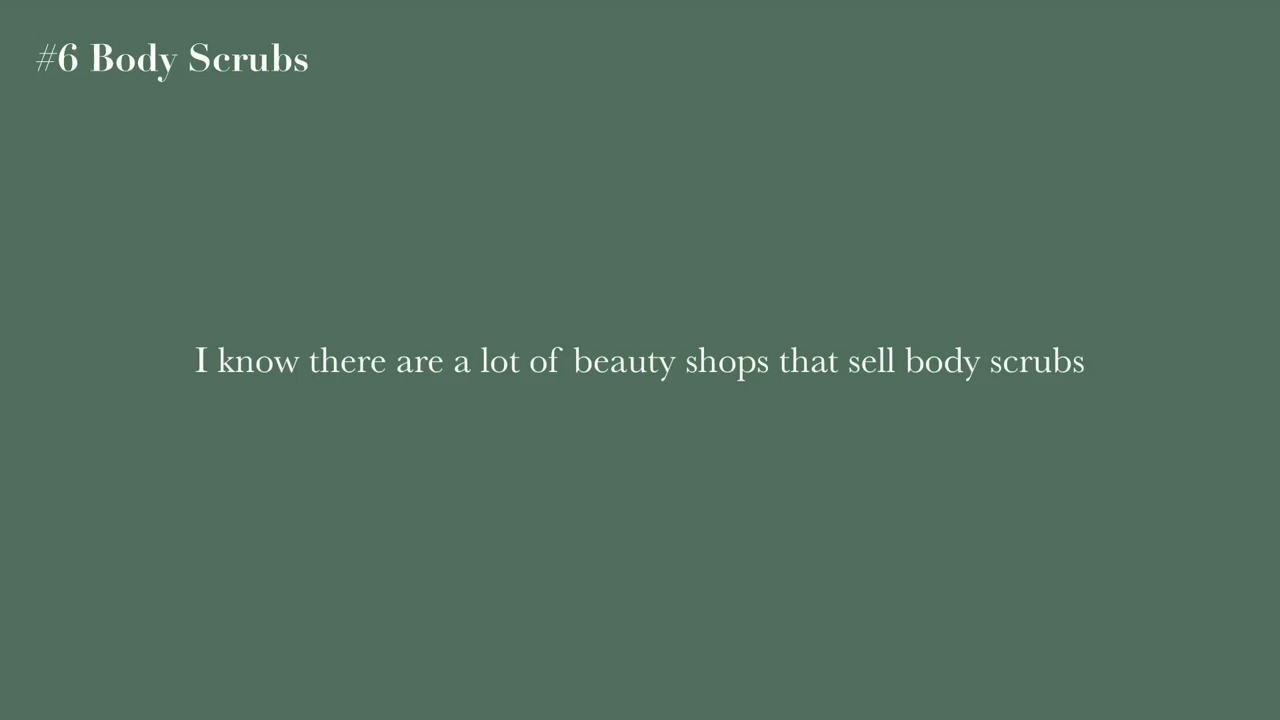 #6 Body Scrubs
I know there are a lot of beauty shops that sell body scrubs